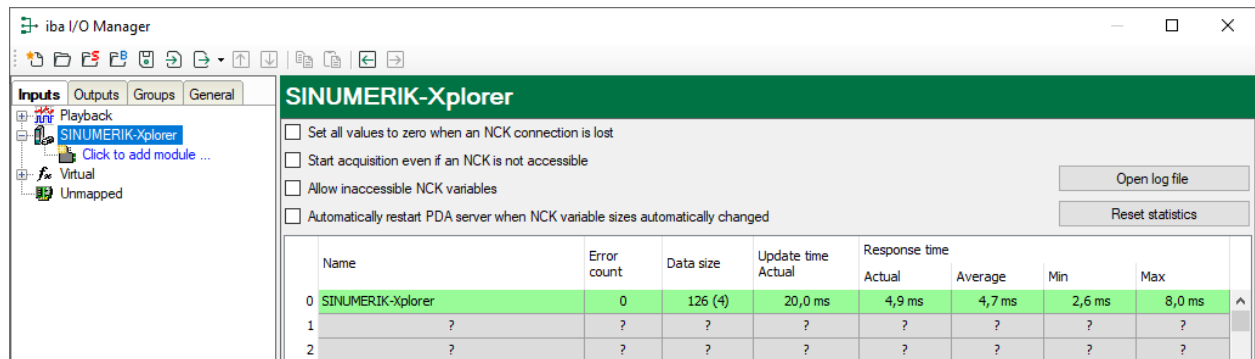 iba I/O Manager
Inputs Outputs Groups General
Playback
SINUMERIK-Xplorer
Click to add module ...
fx Virtual
Unmapped
SINUMERIK-Xplorer
Set all values to zero when an NCK connection is lost
Start acquisition even if an NCK is not accessible
Allow inaccessible NCK variables
Automatically restart PDA server when NCK variable sizes automatically changed
Open log file
Reset statistics
Name Error count Data size Update time Actual Response time
Actual Average Min Max
0 SINUMERIK-Xplorer 0 126 (4) 20,0 ms 4,9 ms 4,7 ms 2,6 ms 8,0 ms
1 ? ? ? ? ? ? ? ?
2 ? ? ? ? ? ? ? ?